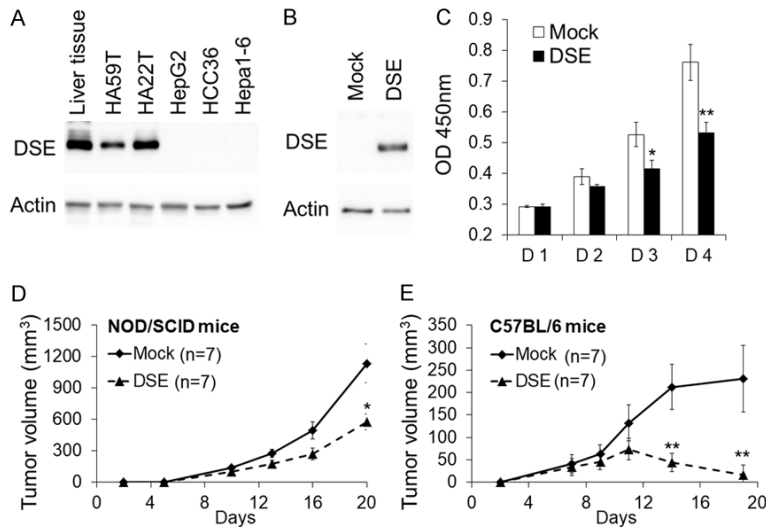 A
Liver tissue
HA59T
HA22T
HepG2
HCC36
Hepa1-6
DSE
Actin
B
Mock
DSE
DSE
Actin
C
Mock
DSE
OD 450nm
0.9
0.8
0.7
0.6
0.5
0.4
0.3
0.2
*
**
D 1 D 2 D 3 D 4
D
NOD/SCID mice
Mock (n=7)
DSE (n=7)
Tumor volume (mm³)
1500
1200
900
600
300
0
*
0 4 8 12 16 20
Days
E
C57BL/6 mice
Mock (n=7)
DSE (n=7)
Tumor volume (mm³)
350
300
250
200
150
100
50
0
**
**
0 4 8 12 16 20
Days